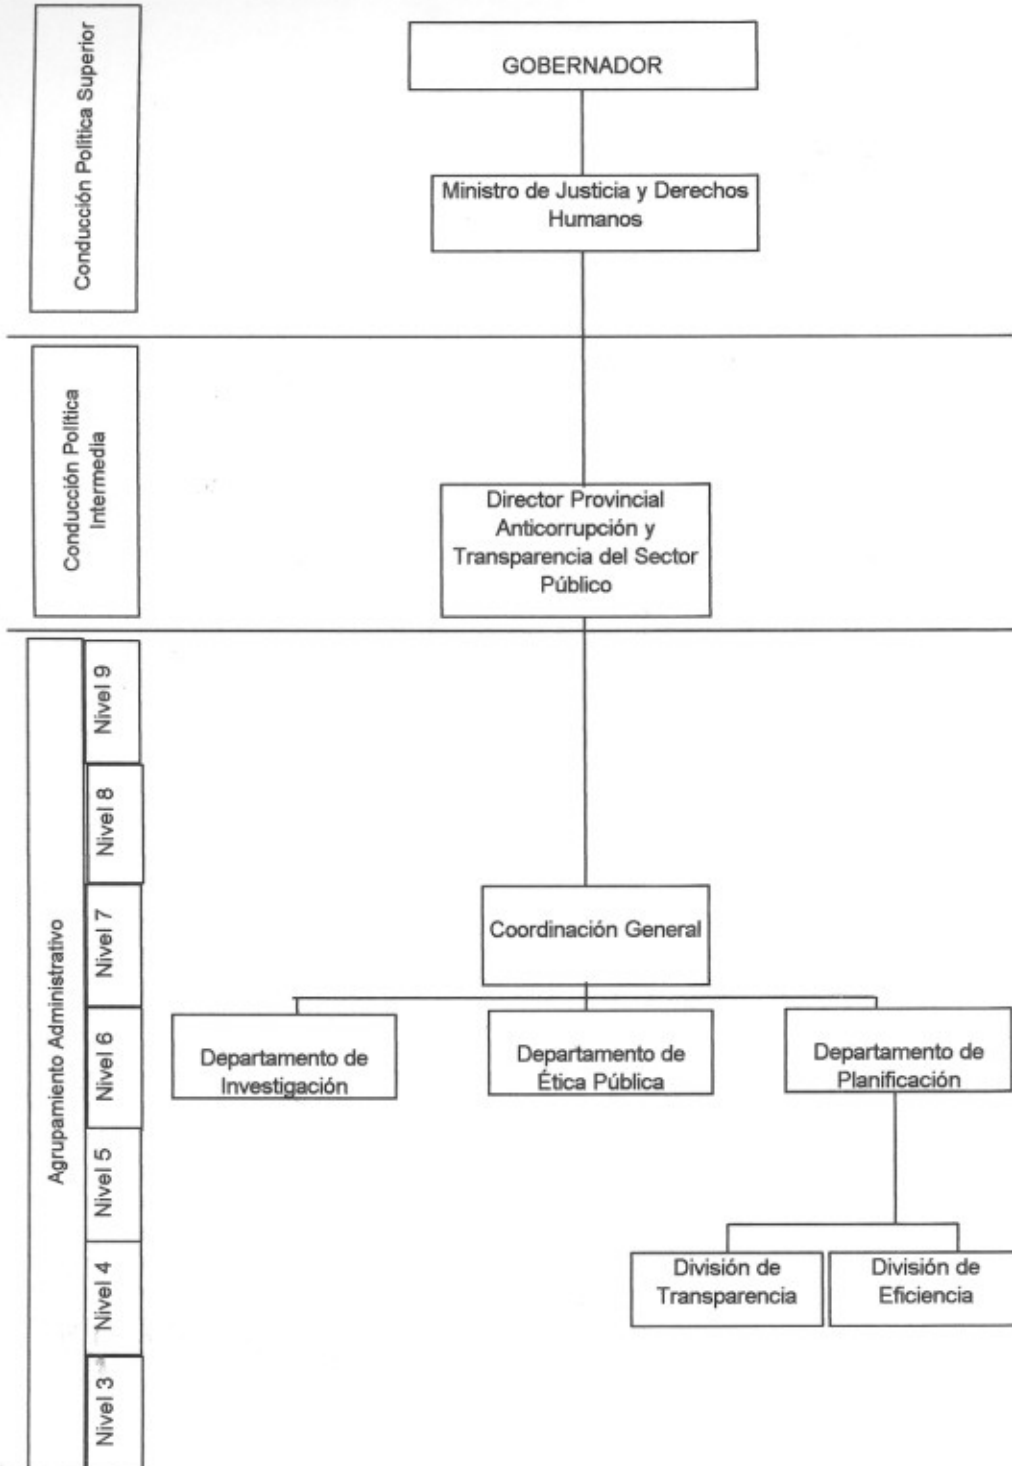 Conducción Política Superior
GOBERNADOR
Ministro de Justicia y Derechos
Humanos
Conducción Política
Intermedia
Director Provincial
Anticorrupción y
Transparencia del Sector
Público
Agrupamiento Administrativo
Nivel 9
Nivel 8
Nivel 7
Coordinación General
Nivel 6
Departamento de
Investigación
Departamento de
Ética Pública
Departamento de
Planificación
Nivel 5
Nivel 4
División de
Transparencia
División de
Eficiencia
Nivel 3